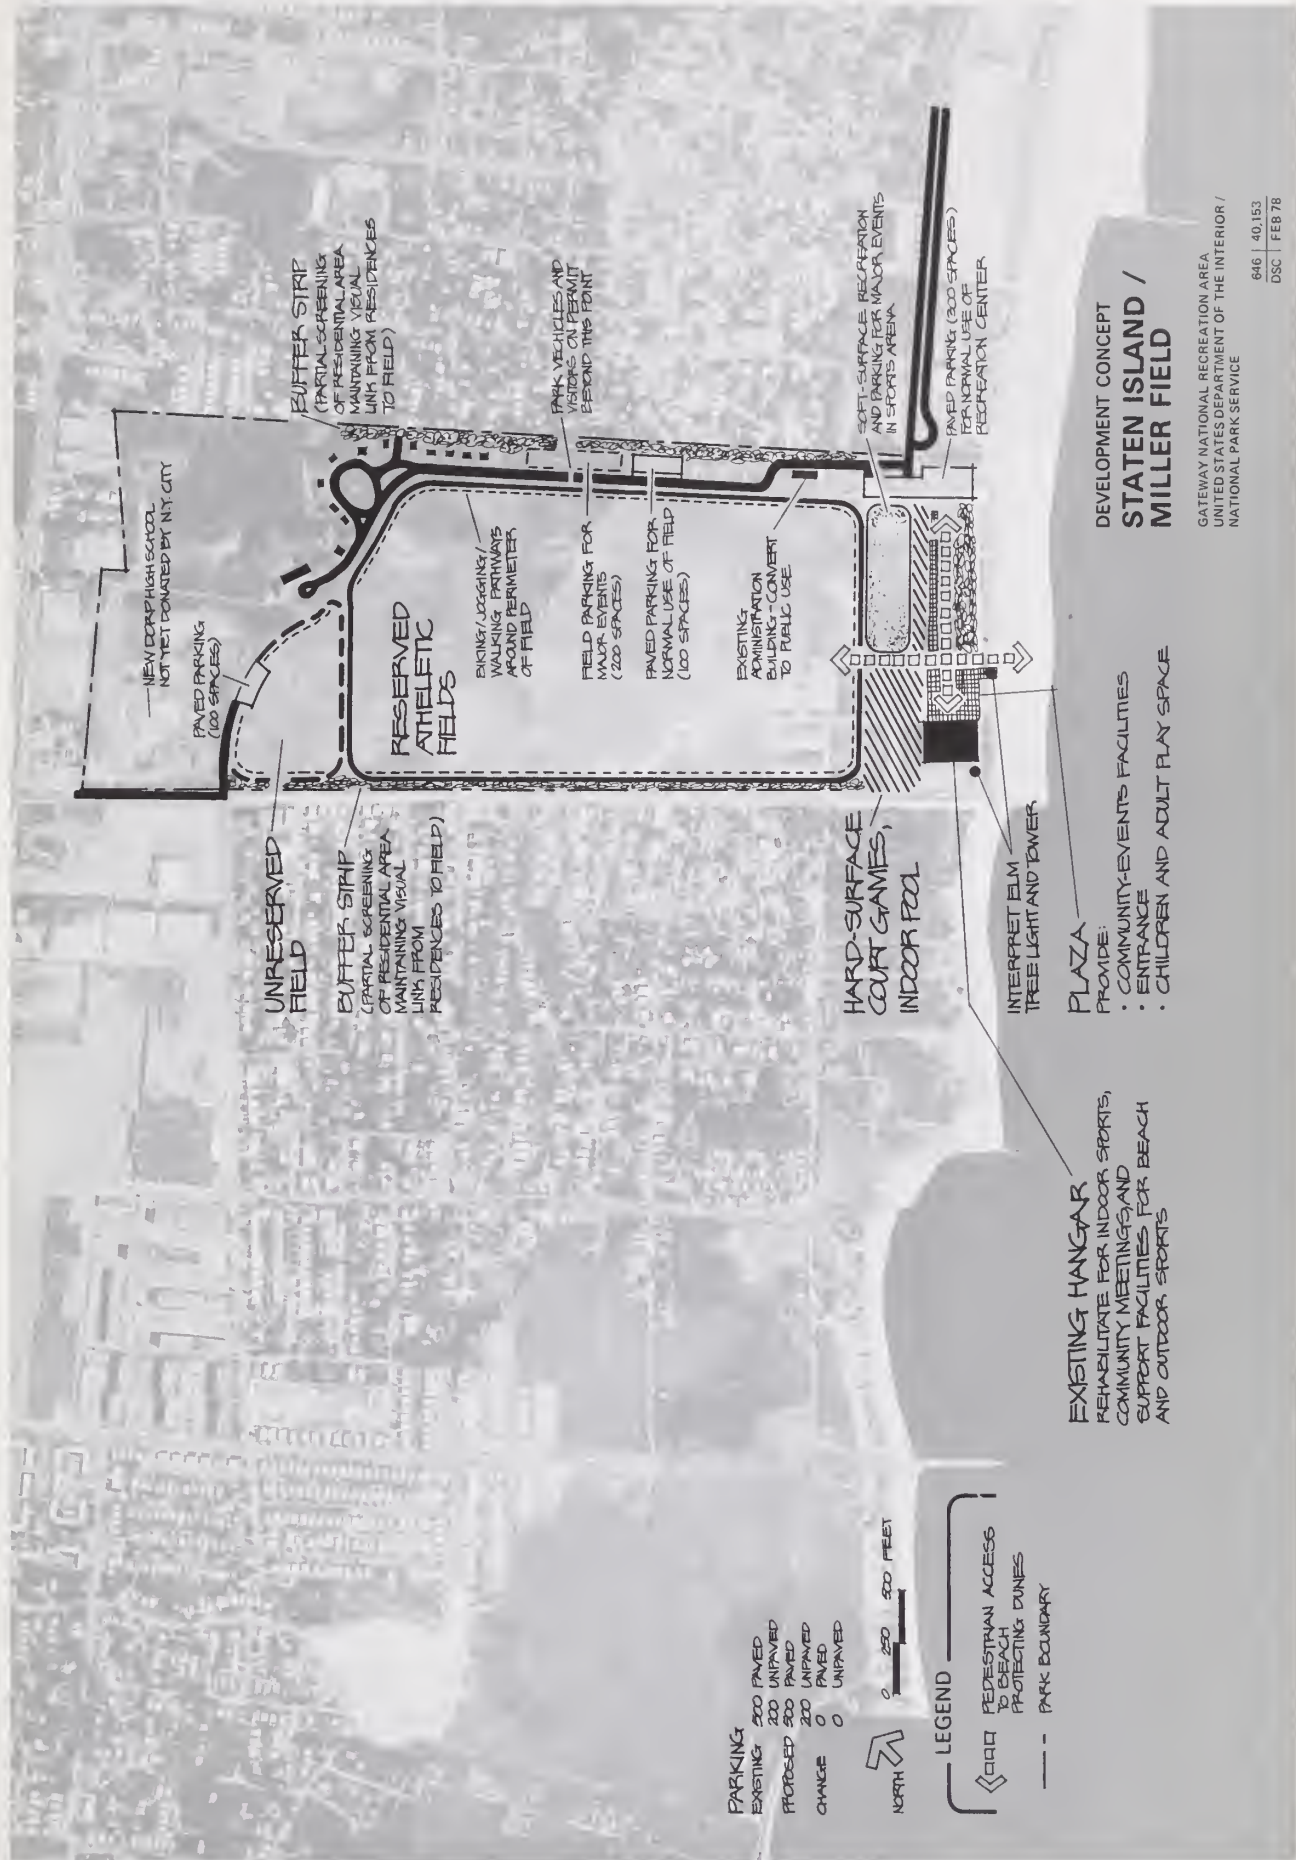 NEW DORP HIGH SCHOOL
NOT YET DONATED BY N.Y. CITY
PAVED PARKING
(100 SPACES)
BUFFER STRIP
(PARTIAL SCREENING
OF RESIDENTIAL AREA
MAINTAINING VISUAL
LINK FROM RESIDENCES
TO FIELD)
UNRESERVED
FIELD
BUFFER STRIP
(PARTIAL SCREENING
OF RESIDENTIAL AREA
MAINTAINING VISUAL
LINK FROM
RESIDENCES TO FIELD)
RESERVED
ATHELETIC
FIELDS
BIKING/JOGGING/
WALKING PATHWAYS
AROUND PERIMETER
OF FIELD
PARK VECHICLES AND
VISITORS ON PERMIT
BEYOND THIS POINT
FIELD PARKING FOR
MAJOR EVENTS
(200 SPACES)
PAVED PARKING FOR
NORMAL USE OF FIELD
(100 SPACES)
EXISTING
ADMINISTRATION
BUILDING-CONVERT
TO PUBLIC USE
SOFT-SURFACE RECREATION
AND PARKING FOR MAJOR EVENTS
IN SPORTS ARENA
PAVED PARKING (300 SPACES)
FOR NORMAL USE OF
RECREATION CENTER
HARD-SURFACE
COURT GAMES,
INDOOR POOL
INTERPRET ELM
TREE LIGHT AND TOWER
PLAZA
PROVIDE:
• COMMUNITY-EVENTS FACILITIES
• ENTRANCE
• CHILDREN AND ADULT PLAY SPACE
EXISTING HANGAR
REHABILITATE FOR INDOOR SPORTS,
COMMUNITY MEETINGS, AND
SUPPORT FACILITIES FOR BEACH
AND OUTDOOR SPORTS
PARKING
EXISTING 500 PAVED
200 UNPAVED
PROPOSED 500 PAVED
200 UNPAVED
CHANGE 0 PAVED
0 UNPAVED
NORTH
0 250 500 FEET
LEGEND
PEDESTRIAN ACCESS
TO BEACH
PROTECTING DUNES
PARK BOUNDARY
DEVELOPMENT CONCEPT
STATEN ISLAND /
MILLER FIELD
GATEWAY NATIONAL RECREATION AREA
UNITED STATES DEPARTMENT OF THE INTERIOR /
NATIONAL PARK SERVICE
646 | 40,153
DSC | FEB 78